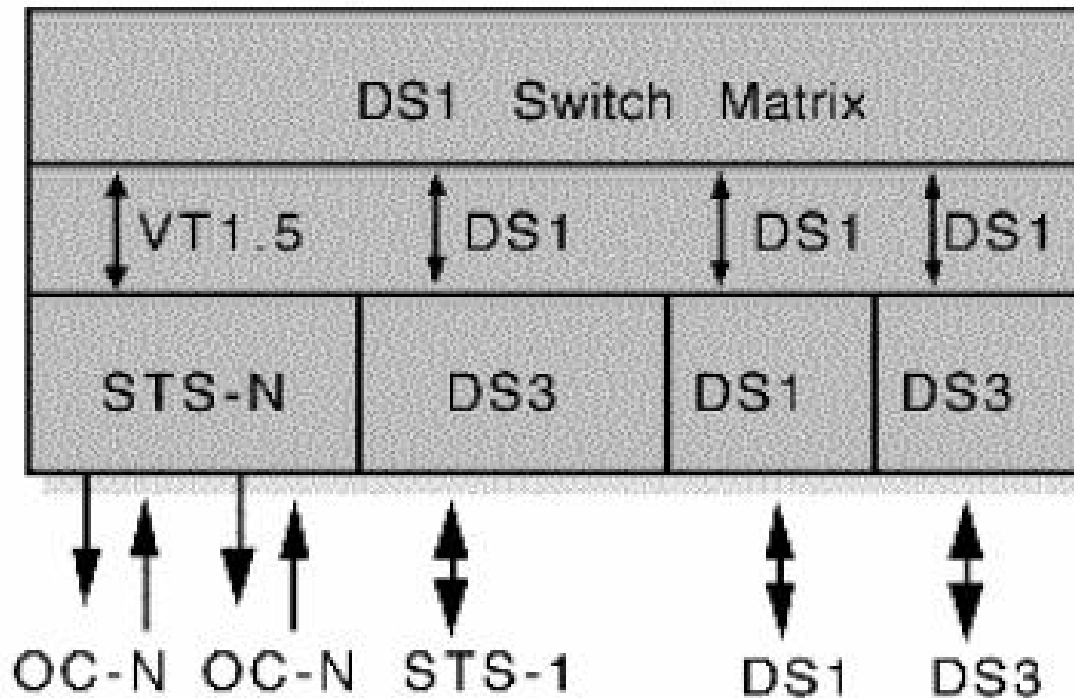 DS1 Switch Matrix
VT1.5 DS1 DS1 DS1
STS-N DS3 DS1 DS3
OC-N OC-N STS-1 DS1 DS3